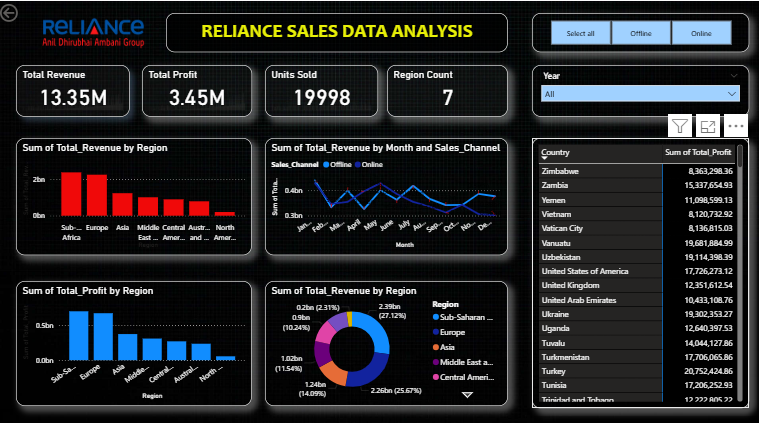 RELIANCE
Anil Dhirubhai Ambani Group
RELIANCE SALES DATA ANALYSIS
Select all
Offline
Online
Total Revenue
13.35M
Total Profit
3.45M
Units Sold
19998
Region Count
7
Year
All
Sum of Total_Revenue by Region
2bn
0bn
Sub-... Africa
Europe
Asia
Middle East ...
Central Amer...
Austr... and ...
North Amer...
Region
Sum of Total_Revenue by Month and Sales_Channel
Sales_Channel
Offline
Online
Sum of Tota...
0.4bn
0.3bn
Jan...
Feb...
Ma...
April
May
June
July
Au...
Sep...
Oct...
No...
De...
Month
Sum of Total_Profit by Region
0.5bn
0.0bn
Sub-Sa...
Europe
Asia
Middle...
Central...
Austral...
North ...
Region
Sum of Total_Revenue by Region
0.2bn (2.31%)
0.9bn (10.24%)
1.02bn (11.54%)
1.24bn (14.09%)
2.39bn (27.12%)
2.26bn (25.67%)
Region
Sub-Saharan ...
Europe
Asia
Middle East a...
Central Ameri...
Country Sum of Total_Profit
Zimbabwe 8,363,298.36
Zambia 15,337,654.93
Yemen 11,098,599.13
Vietnam 8,120,732.92
Vatican City 8,136,815.03
Vanuatu 19,681,884.99
Uzbekistan 19,114,398.39
United States of America 17,726,273.12
United Kingdom 12,351,612.54
United Arab Emirates 10,433,108.76
Ukraine 19,302,353.27
Uganda 12,640,397.53
Tuvalu 14,044,127.86
Turkmenistan 17,706,065.86
Turkey 20,752,424.86
Tunisia 17,206,252.93
Trinidad and Tobago 12,222,805.22